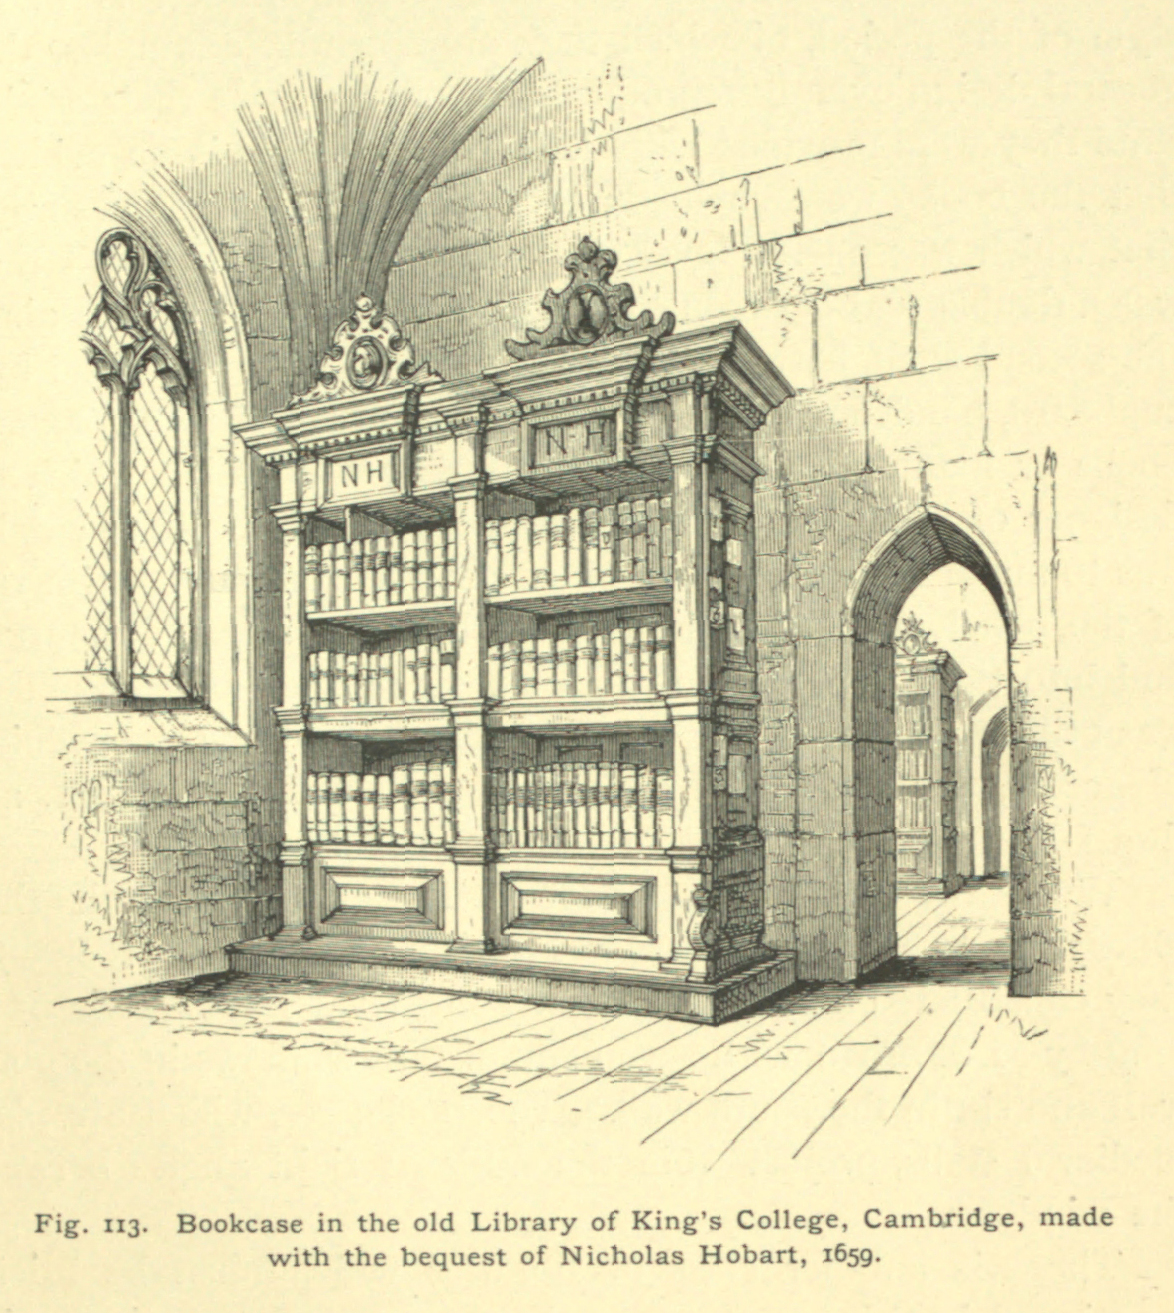 NH
N H
Fig. 113. Bookcase in the old Library of King's College, Cambridge, made
with the bequest of Nicholas Hobart, 1659.